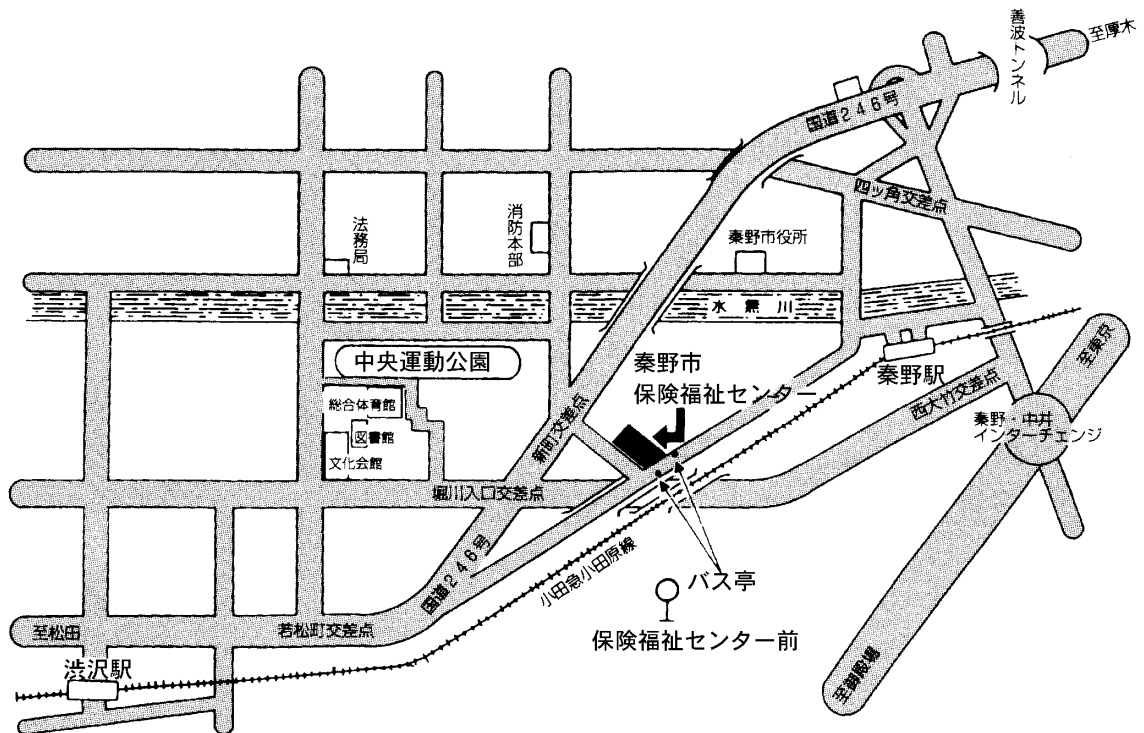 善波トンネル
至厚木
国道246号
四ッ角交差点
法務局
消防本部
秦野市役所
水無川
中央運動公園
総合体育館
図書館
文化会館
秦野市
保険福祉センター
秦野駅
西大竹交差点
至東京
秦野・中井
インターチェンジ
新町交差点
堀川入口交差点
国道246号
小田急小田原線
バス亭
保険福祉センター前
至松田
若松町交差点
渋沢駅
至御殿場